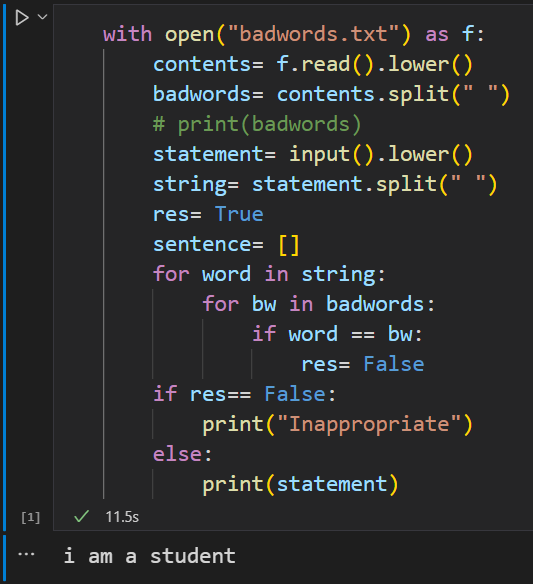 with open("badwords.txt") as f:
    contents= f.read().lower()
    badwords= contents.split(" ")
    # print(badwords)
    statement= input().lower()
    string= statement.split(" ")
    res= True
    sentence= []
    for word in string:
        for bw in badwords:
            if word == bw:
                res= False
    if res== False:
        print("Inappropriate")
    else:
        print(statement)
[1] 11.5s
... i am a student